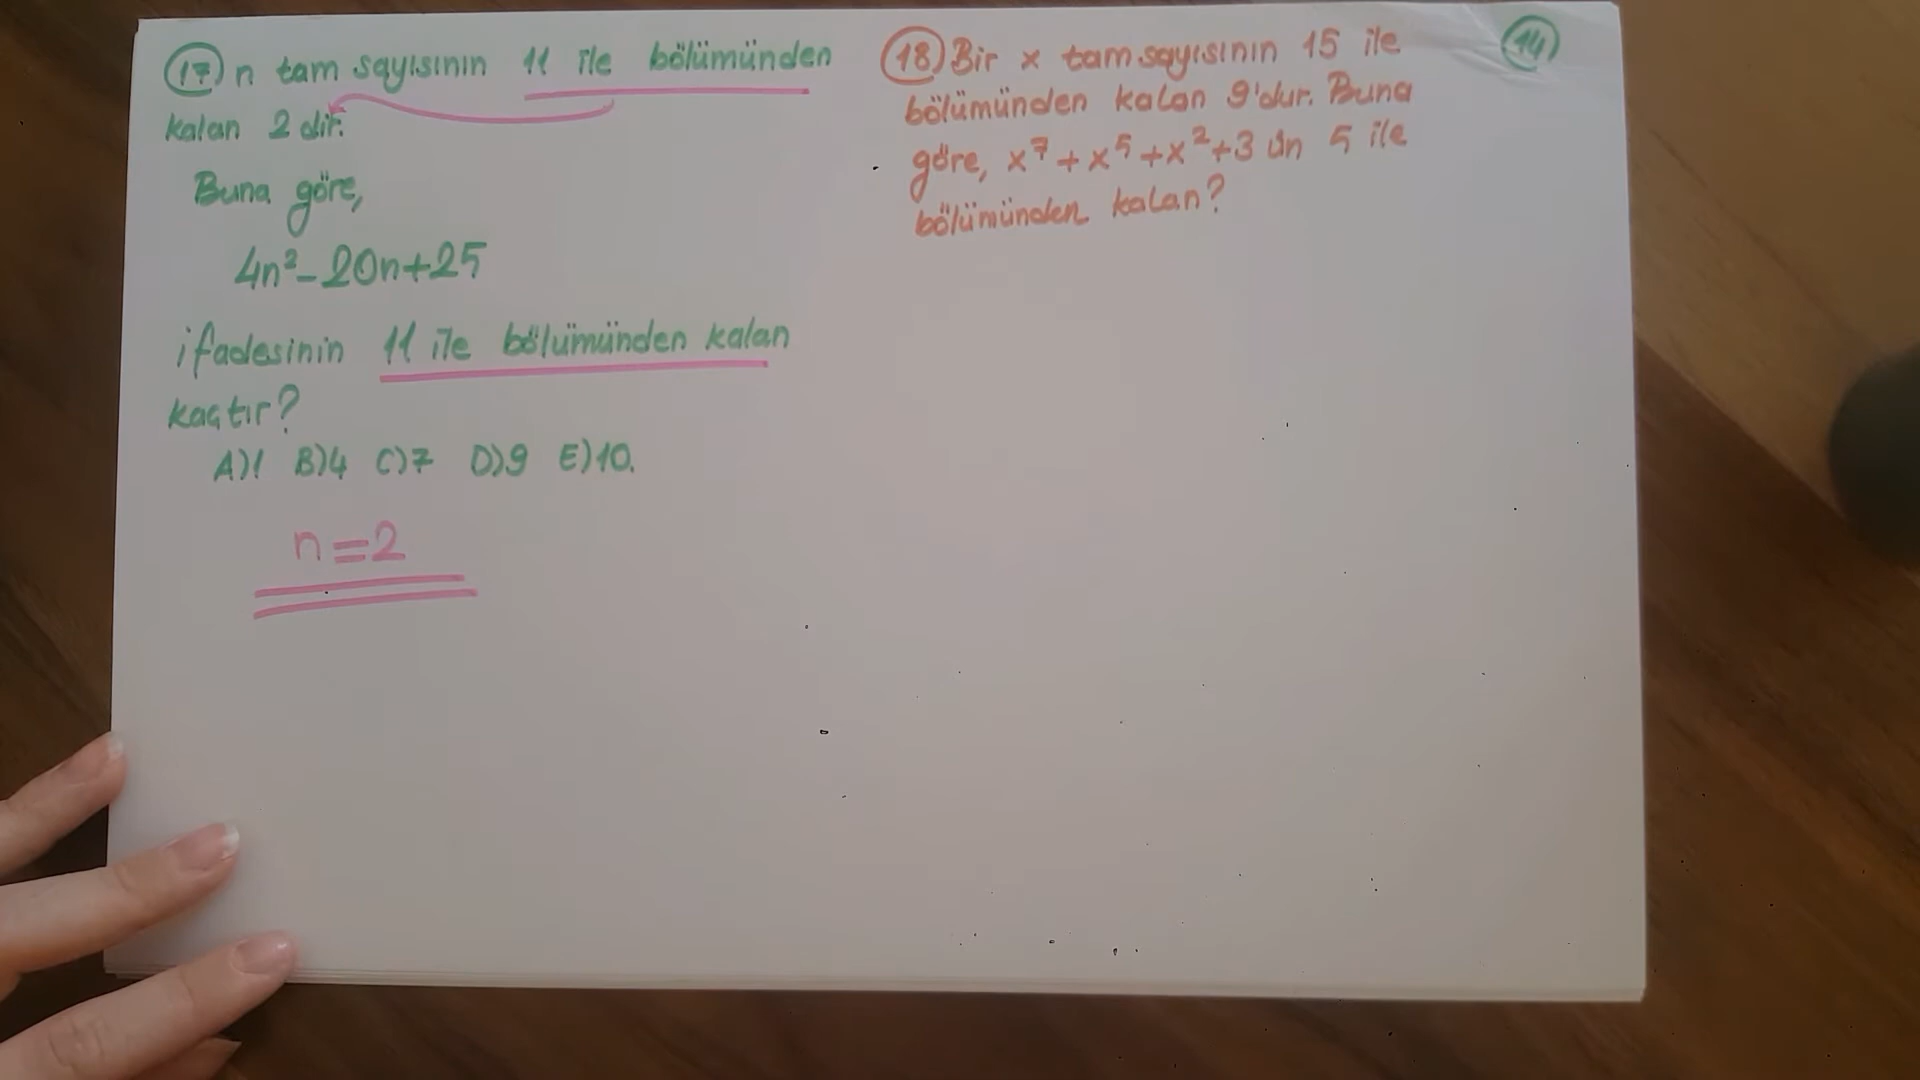 17) n tam sayısının 11 ile bölümünden
kalan 2 dir.
Buna göre,
4n²-20n+25
ifadesinin 11 ile bölümünden kalan
kaçtır?
A)1 B)4 C)7 D)9 E)10.
n=2
18) Bir x tamsayısının 15 ile
bölümünden kalan 9'dur. Buna
göre, x⁷+x⁵+x²+3 ün 5 ile
bölümünden kalan?
14